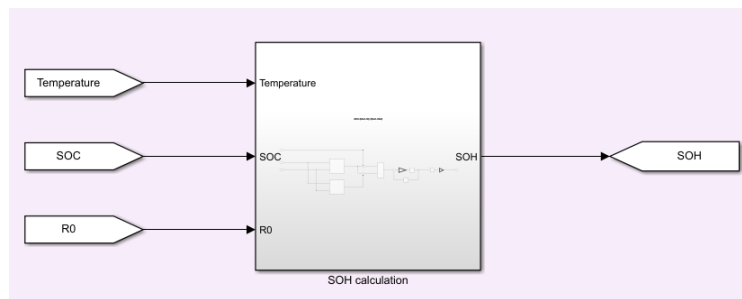 Temperature
Temperature
SOC
SOC
SOH
SOH
R0
R0
SOH calculation